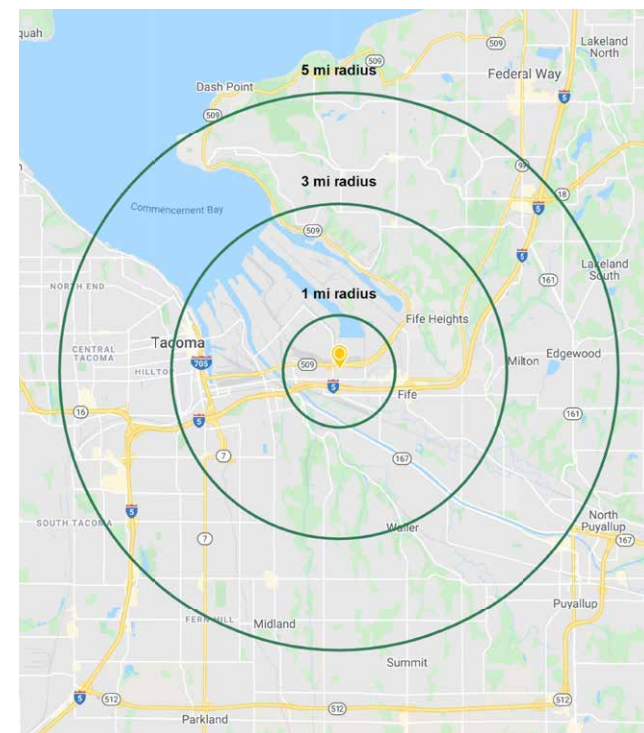 quah
509
Lakeland
North
5 mi radius
Federal Way
Dash Point
509
5
509
99
3 mi radius
18
Commencement Bay
5
509
5
Lakeland
South
161
NORTH END
1 mi radius
Fife Heights
Tacoma
CENTRAL
TACOMA
HILLTOP
705
509
Milton
Edgewood
5
Fife
16
5
161
7
167
5
SOUTH TACOMA
North
Puyallup
Waller
7
167
Puyallup
FERN HILL
Midland
Summit
5
512
512
512
Parkland